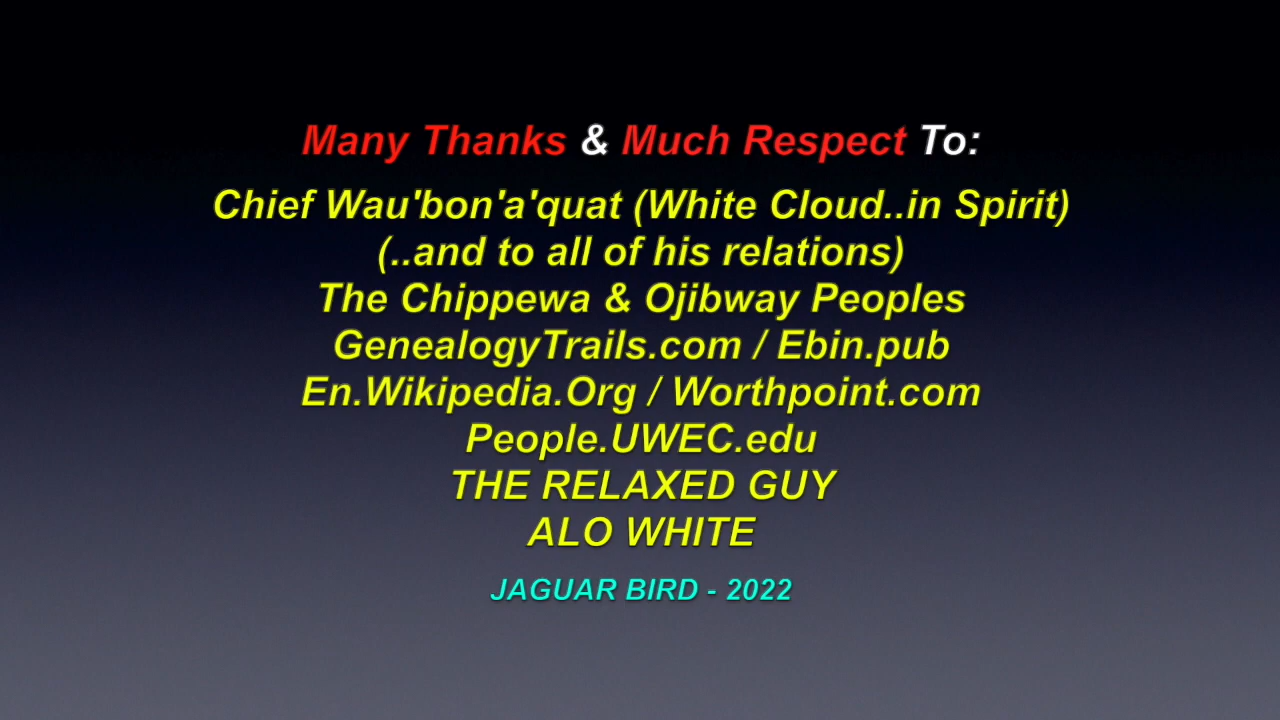 Many Thanks & Much Respect To:
Chief Wau'bon'a'quat (White Cloud..in Spirit)
(..and to all of his relations)
The Chippewa & Ojibway Peoples
GenealogyTrails.com / Ebin.pub
En.Wikipedia.Org / Worthpoint.com
People.UWEC.edu
THE RELAXED GUY
ALO WHITE
JAGUAR BIRD - 2022